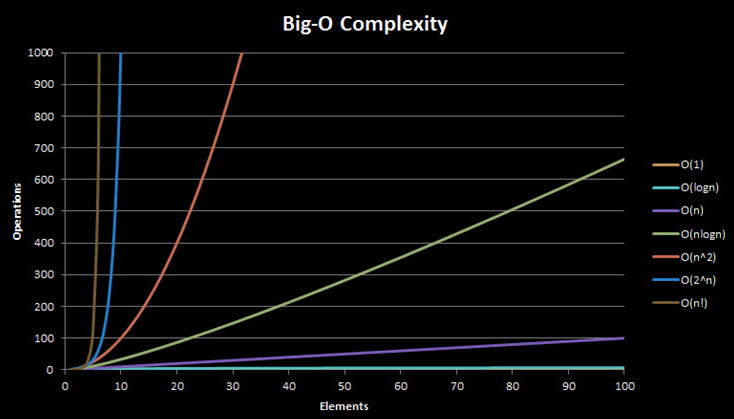 Big-O Complexity
Operations
1000
900
800
700
600
500
400
300
200
100
0
0 10 20 30 40 50 60 70 80 90 100
Elements
O(1)
O(logn)
O(n)
O(nlogn)
O(n^2)
O(2^n)
O(n!)